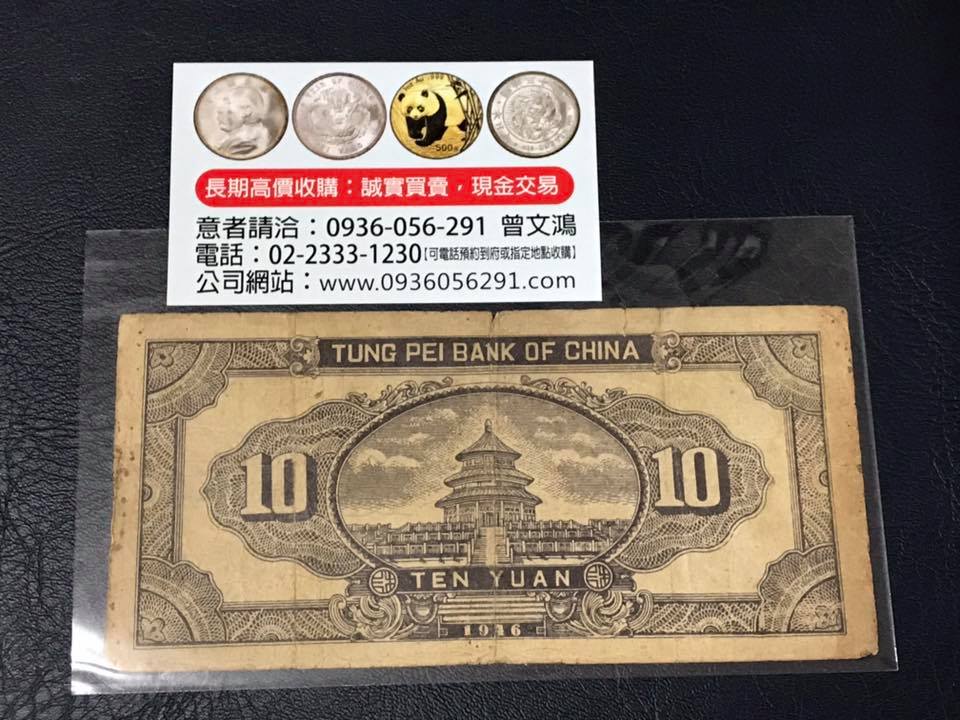 長期高價收購：誠實買賣，現金交易
意者請洽：0936-056-291 曾文鴻
電話：02-2333-1230【可電話預約到府或指定地點收購】
公司網站：www.0936056291.com
TUNG PEI BANK OF CHINA
10 10
TEN YUAN
1946